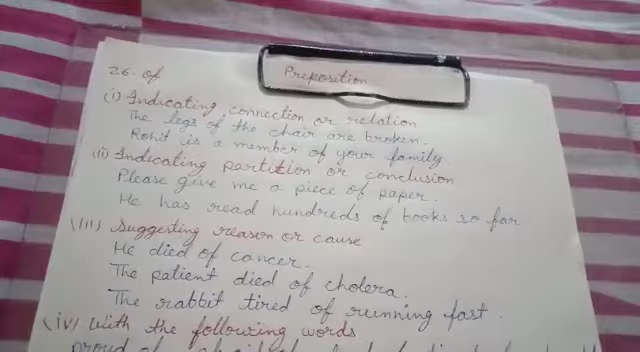 Preposition
26. of
(i) Indicating connection or relation
The legs of the chair are broken.
Rohit is a member of your family.
(ii) Indicating partition or conclusion
Please give me a piece of paper.
He has read hundreds of books so far
(iii) Suggesting reason or cause
He died of cancer.
The patient died of cholera.
The rabbit tired of running fast.
(iv) With the following words
proud of